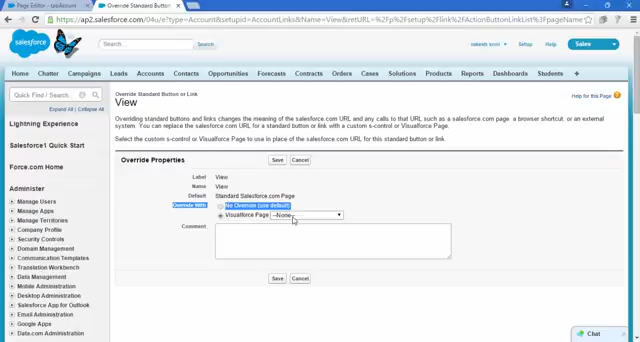 Page Editor - usoAccount
Override Standard Button
https://ap2.salesforce.com/04u/e?type=Account&setupid=AccountLinks&Name=View&retURL=%2Fp%2Fsetup%2Flink%2FActionButtonLinkList%3FpageName
salesforce
Search...
Search
rakesh soni
Setup
Help
Sales
Home Chatter Campaigns Leads Accounts Contacts Opportunities Forecasts Contracts Orders Cases Solutions Products Reports Dashboards Students +
Quick Find / Search...
Expand All | Collapse All
Lightning Experience
Salesforce1 Quick Start
Force.com Home
Administer
Manage Users
Manage Apps
Manage Territories
Company Profile
Security Controls
Domain Management
Communication Templates
Translation Workbench
Data Management
Mobile Administration
Desktop Administration
Salesforce App for Outlook
Email Administration
Google Apps
Data.com Administration
Override Standard Button or Link
View
Help for this Page
Overriding standard buttons and links changes the meaning of the salesforce.com URL and any calls to that URL such as a salesforce.com page, a browser shortcut, or an external
system. You can replace the salesforce.com URL for a standard button or link with a custom s-control or Visualforce Page.
Select the custom s-control or Visualforce Page to use in place of the salesforce.com URL for this standard button or link.
Override Properties
Save Cancel
Label View
Name View
Default Standard Salesforce.com Page
Override With No Override (use default)
Visualforce Page --None--
Comment
Save Cancel
Chat